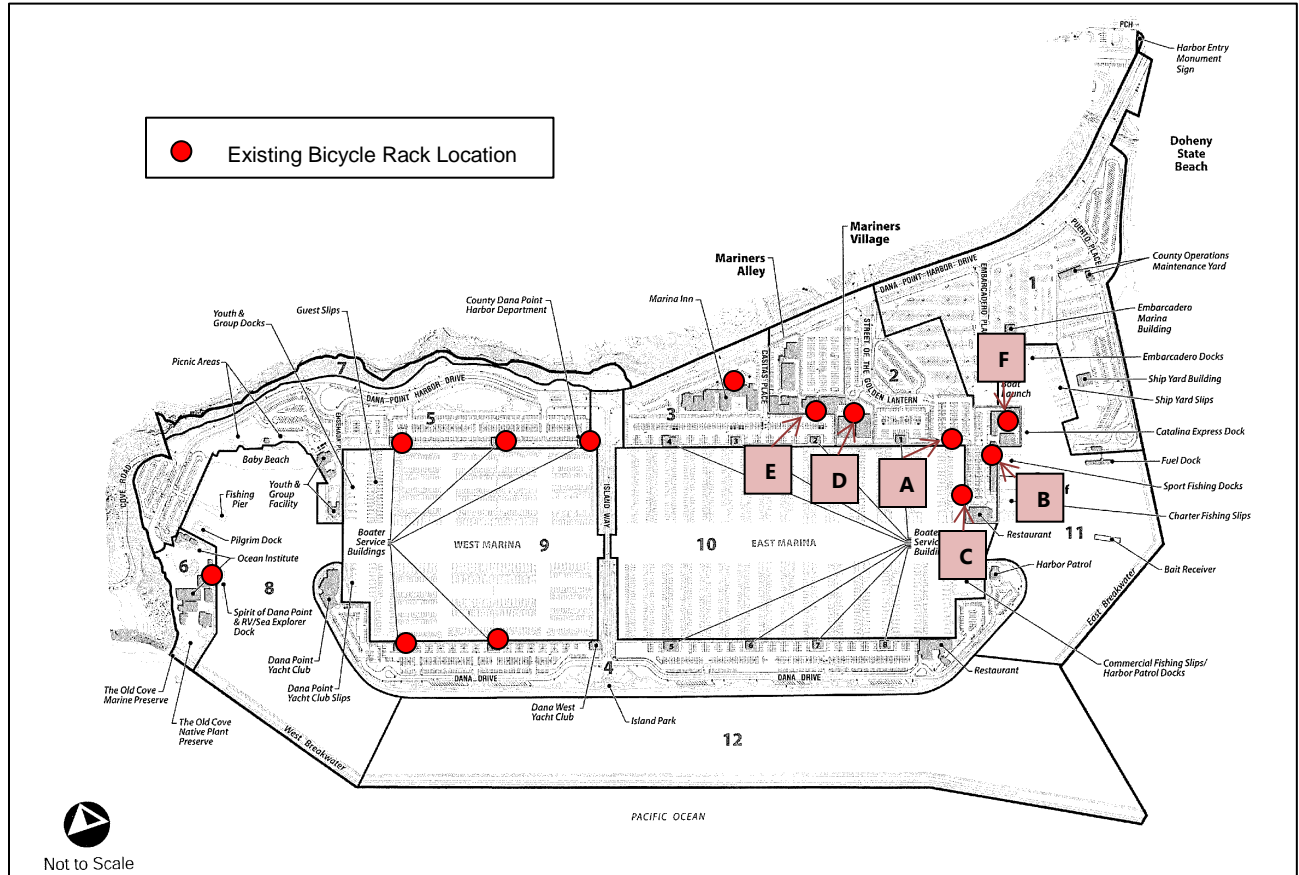 PCH
Harbor Entry
Monument
Sign
Existing Bicycle Rack Location
Doheny
State
Beach
Mariners
Village
PUERTO PLACE
Mariners
Alley
DANA POINT HARBOR DRIVE
County Operations
Maintenance Yard
1
Marina Inn
County Dana Point
Harbor Department
Guest Slips
Youth &
Group Docks
EMBARCADERO
Embarcadero
Marina
Building
STREET OF THE GOLDEN LANTERN
CASITAS PLACE
Picnic Areas
7
F
Embarcadero Docks
2
Ship Yard Building
Launch
Ship Yard Slips
DANA POINT HARBOR DRIVE
5
3
Catalina Express Dock
4
3
2
1
Baby Beach
COVE ROAD
Fuel Dock
E
D
A
Youth &
Group
Facility
Fishing
Pier
ISLAND WAY
B
Sport Fishing Docks
Charter Fishing Slips
Pilgrim Dock
Boater
Service
Buildings
WEST MARINA
9
10
EAST MARINA
Boater
Service
Restaurant
11
C
Ocean Institute
6
8
Harbor Patrol
Bait Receiver
Spirit of Dana Point
& RV/Sea Explorer
Dock
East Breakwater
5
6
7
8
Dana Point
Yacht Club
4
Restaurant
Commercial Fishing Slips/
Harbor Patrol Docks
DANA DRIVE
DANA DRIVE
The Old Cove
Marine Preserve
Dana Point
Yacht Club Slips
Dana West
Yacht Club
Island Park
The Old Cove
Native Plant
Preserve
West Breakwater
12
PACIFIC OCEAN
Not to Scale